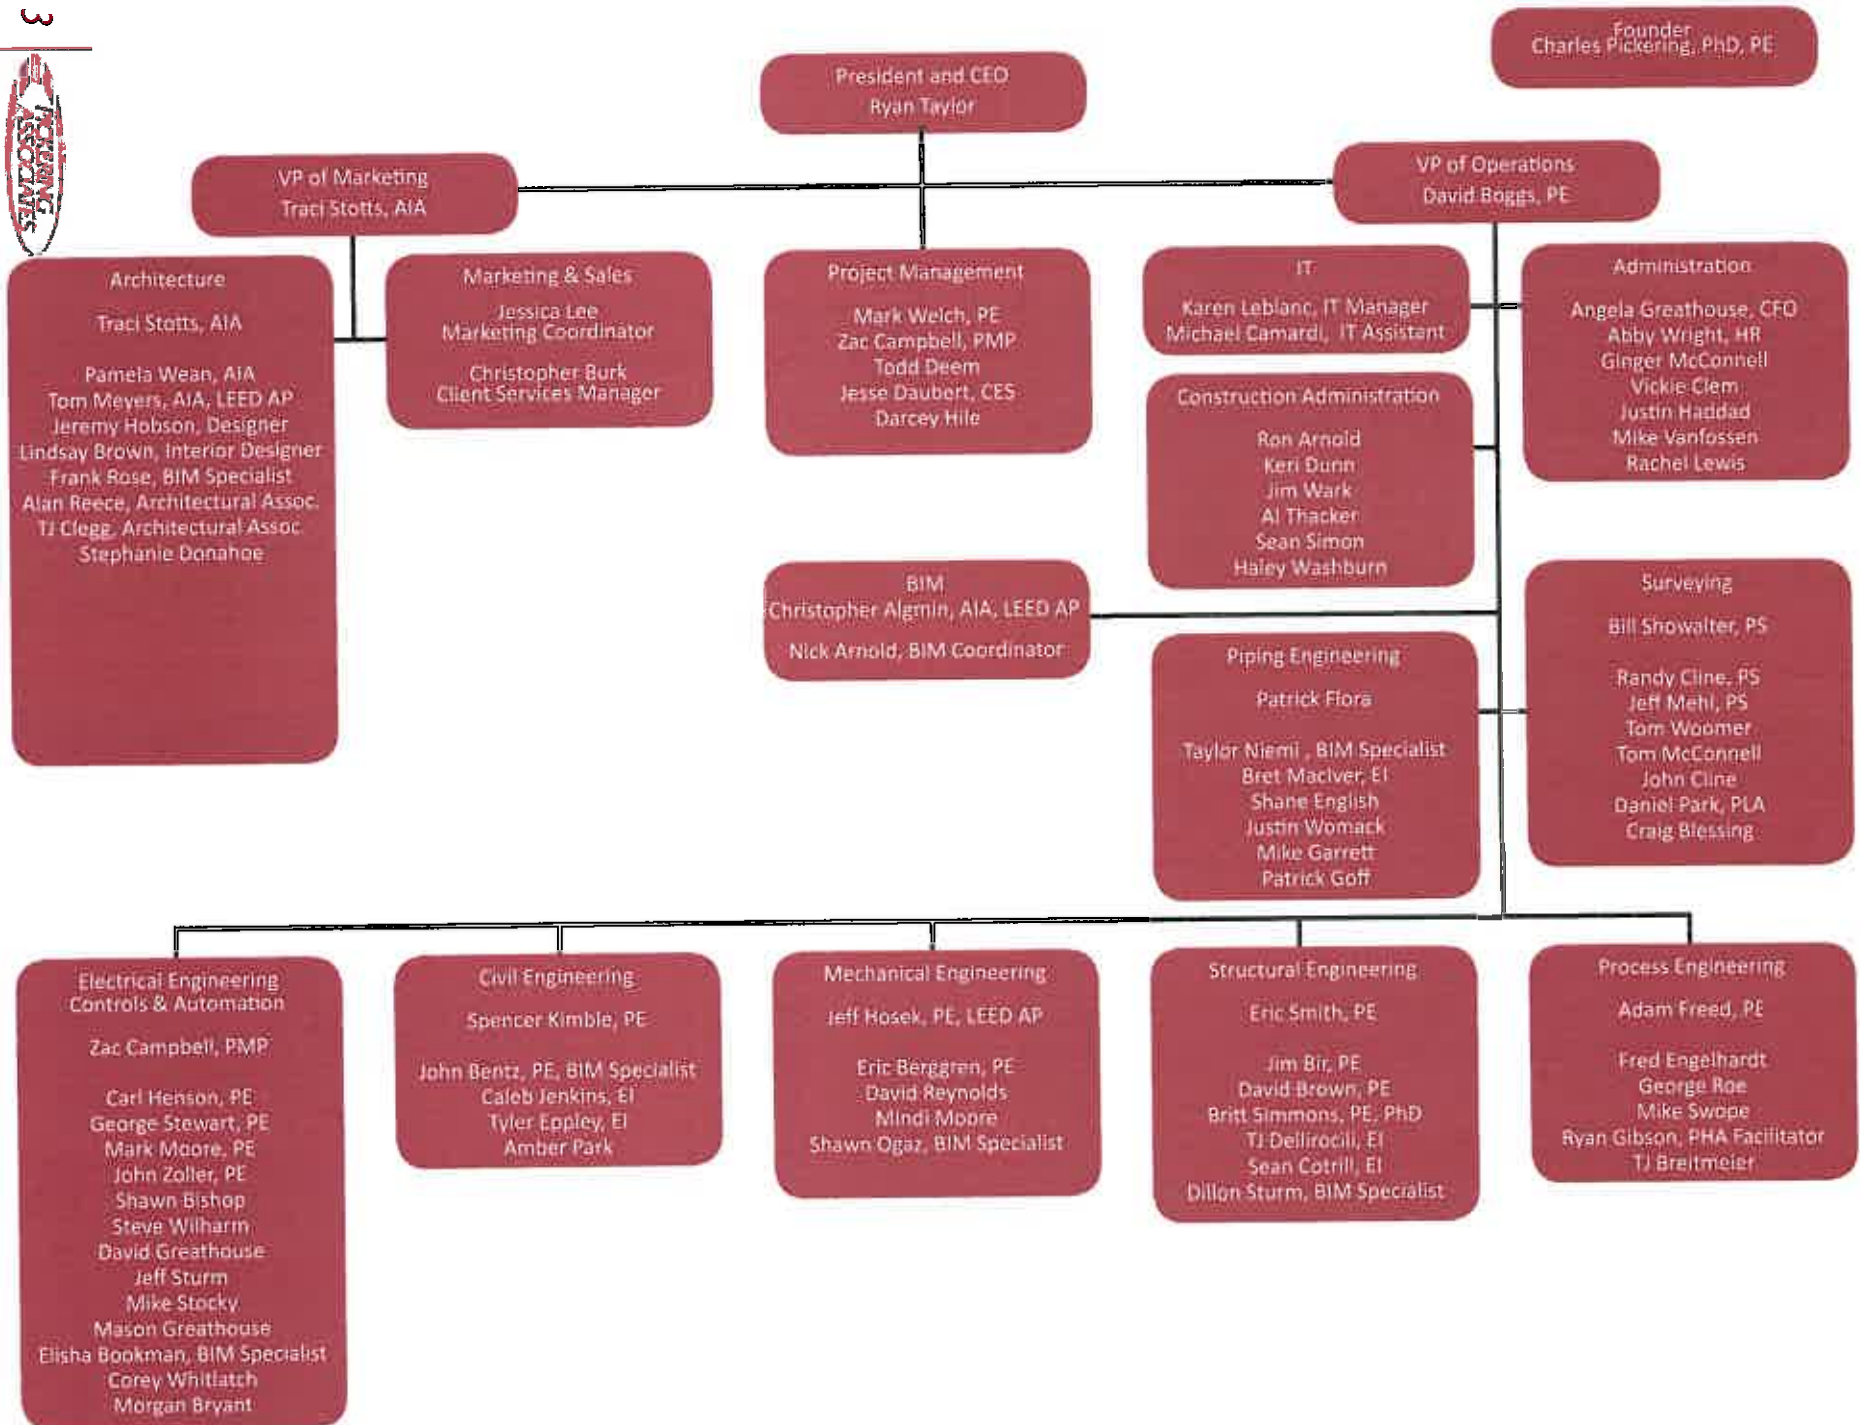 3
PICKERING
ASSOCIATES
Founder
Charles Pickering, PhD, PE
President and CEO
Ryan Taylor
VP of Marketing
Traci Stotts, AIA
VP of Operations
David Boggs, PE
Architecture
Traci Stotts, AIA
Pamela Wean, AIA
Tom Meyers, AIA, LEED AP
Jeremy Hobson, Designer
Lindsay Brown, Interior Designer
Frank Rose, BIM Specialist
Alan Reece, Architectural Assoc.
TJ Clegg, Architectural Assoc.
Stephanie Donahoe
Marketing & Sales
Jessica Lee
Marketing Coordinator
Christopher Burk
Client Services Manager
Project Management
Mark Welch, PE
Zac Campbell, PMP
Todd Deem
Jesse Daubert, CES
Darcey Hile
IT
Karen Leblanc, IT Manager
Michael Camardi, IT Assistant
Administration
Angela Greathouse, CFO
Abby Wright, HR
Ginger McConnell
Vickie Clem
Justin Haddad
Mike Vanfossen
Rachel Lewis
Construction Administration
Ron Arnold
Keri Dunn
Jim Wark
Al Thacker
Sean Simon
Haley Washburn
BIM
Christopher Algmin, AIA, LEED AP
Nick Arnold, BIM Coordinator
Piping Engineering
Patrick Flora
Taylor Niemi , BIM Specialist
Bret MacIver, EI
Shane English
Justin Womack
Mike Garrett
Patrick Goff
Surveying
Bill Showalter, PS
Randy Cline, PS
Jeff Mehl, PS
Tom Woomer
Tom McConnell
John Cline
Daniel Park, PLA
Craig Blessing
Electrical Engineering
Controls & Automation
Zac Campbell, PMP
Carl Henson, PE
George Stewart, PE
Mark Moore, PE
John Zoller, PE
Shawn Bishop
Steve Wilharm
David Greathouse
Jeff Sturm
Mike Stocky
Mason Greathouse
Elisha Bookman, BIM Specialist
Corey Whitlatch
Morgan Bryant
Civil Engineering
Spencer Kimble, PE
John Bentz, PE, BIM Specialist
Caleb Jenkins, EI
Tyler Eppley, EI
Amber Park
Mechanical Engineering
Jeff Hosek, PE, LEED AP
Eric Berggren, PE
David Reynolds
Mindi Moore
Shawn Ogaz, BIM Specialist
Structural Engineering
Eric Smith, PE
Jim Bir, PE
David Brown, PE
Britt Simmons, PE, PhD
TJ Dellirocili, EI
Sean Cotrill, EI
Dillon Sturm, BIM Specialist
Process Engineering
Adam Freed, PE
Fred Engelhardt
George Roe
Mike Swope
Ryan Gibson, PHA Facilitator
TJ Breitmeier